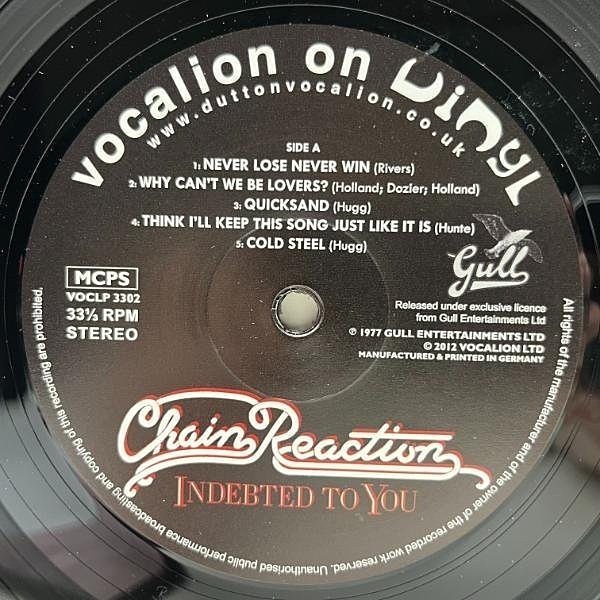 vocalion on Vinyl
www.duttonvocalion.co.uk
SIDE A
1: NEVER LOSE NEVER WIN (Rivers)
2: WHY CAN'T WE BE LOVERS? (Holland; Dozier; Holland)
3: QUICKSAND (Hugg)
4: THINK I'LL KEEP THIS SONG JUST LIKE IT IS (Hunte)
5: COLD STEEL (Hugg)
MCPS
VOCLP 3302
33⅓ RPM
STEREO
Gull
Released under exclusive licence
from Gull Entertainments Ltd
℗ 1977 GULL ENTERTAINMENTS LTD
© 2012 VOCALION LTD
MANUFACTURED & PRINTED IN GERMANY
Chain Reaction
INDEBTED TO YOU
All rights of the manufacturer and of the owner of the recorded work reserved. Unauthorised public performance broadcasting and copying of this recording are prohibited.